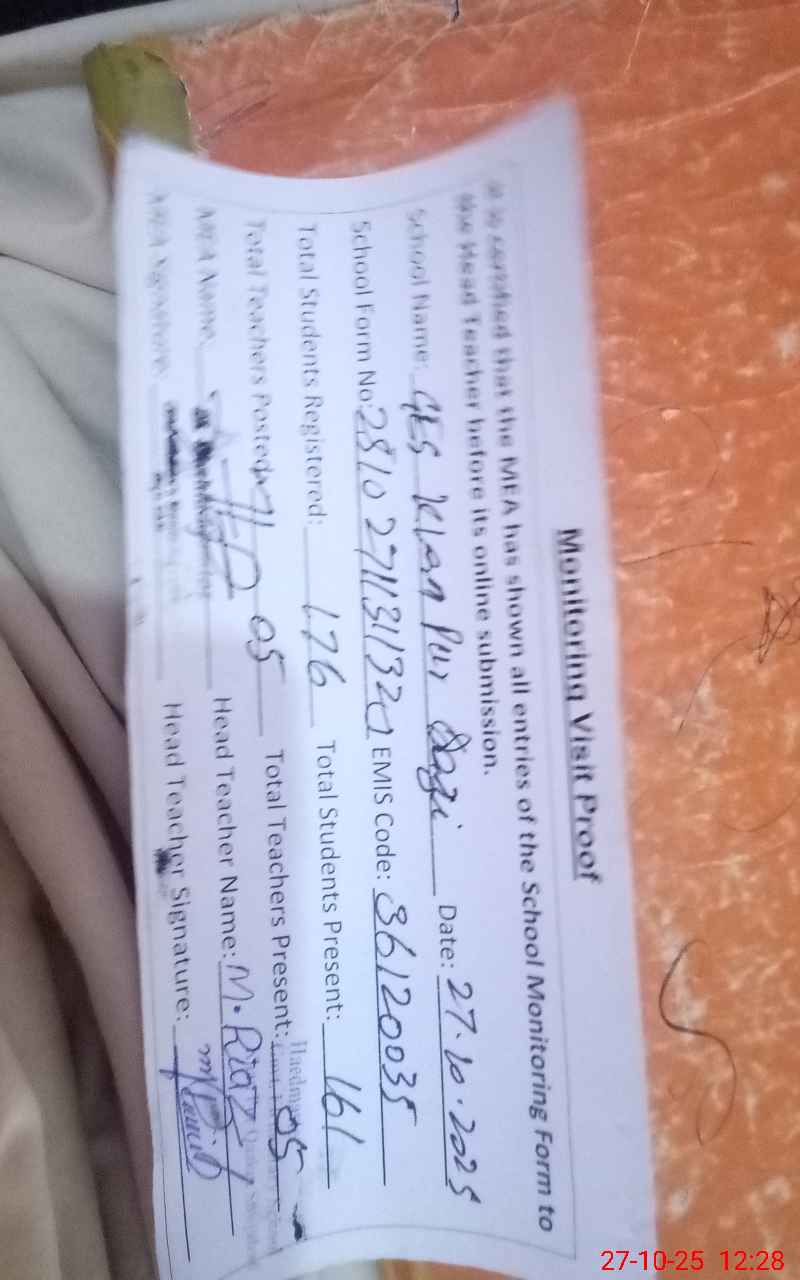 Monitoring Visit Proof
It is certified that the MEA has shown all entries of the School Monitoring Form to
the Head Teacher before its online submission.
School Name: GES Khan Pur Qazi Date: 27.10.2025
School Form No: EMIS Code: 36120035
Total Students Registered: 176 Total Students Present: 161
Total Teachers Posted: 05 Total Teachers Present: 05
MEA Name Head Teacher Name: M. Riaz
MEA Signature: Head Teacher Signature:
27-10-25 12:28